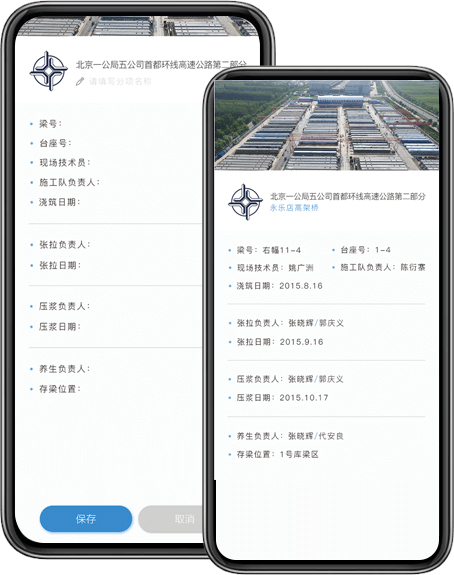 北京一公局五公司首都环线高速公路第二部分
请填写分项名称
梁号：
台座号：
现场技术员：
施工队负责人：
浇筑日期：
张拉负责人：
张拉日期：
压浆负责人：
压浆日期：
养生负责人：
存梁位置：
保存 取消
北京一公局五公司首都环线高速公路第二部分
永乐店高架桥
梁号：右幅11-4 台座号：1-4
现场技术员：姚广洲 施工队负责人：陈衍寨
浇筑日期：2015.8.16
张拉负责人：张晓辉/郭庆义
张拉日期：2015.9.16
压浆负责人：张晓辉/郭庆义
压浆日期：2015.10.17
养生负责人：张晓辉/代安良
存梁位置：1号库梁区